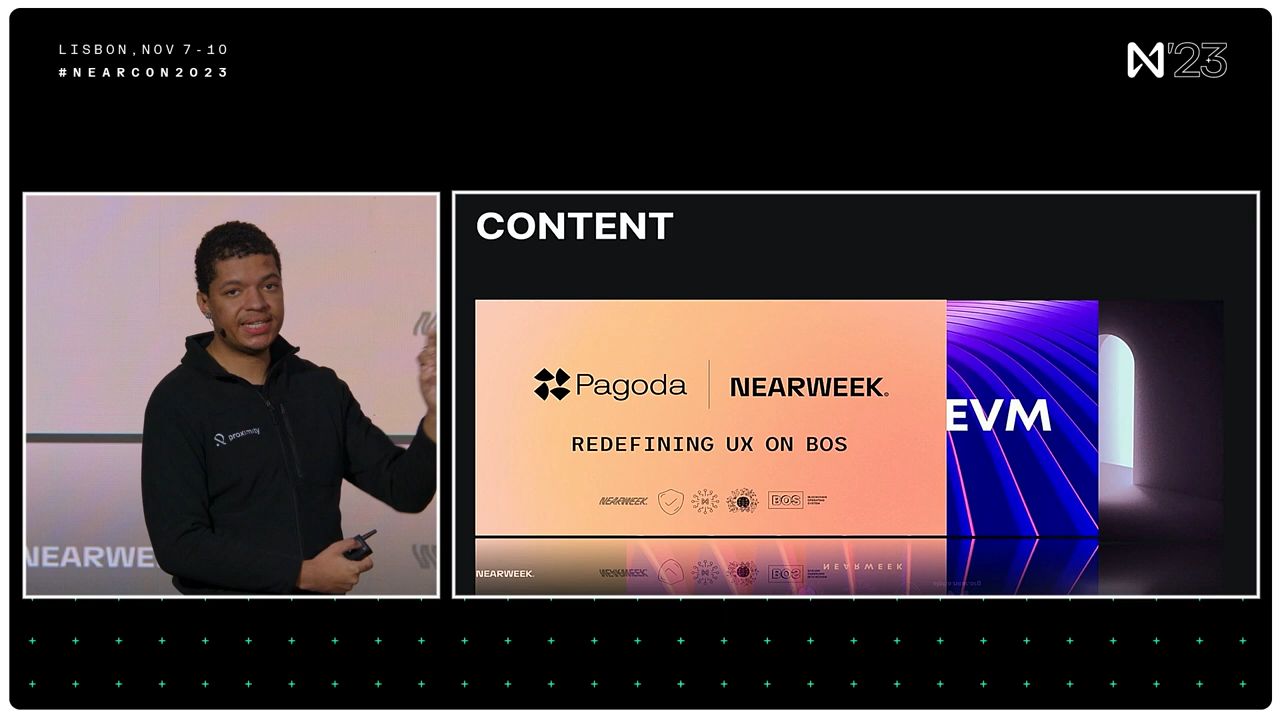 LISBON, NOV 7-10
#NEARCON2023
N'23
proximity
NEARWE
CONTENT
Pagoda
NEARWEEK
REDEFINING UX ON BOS
NEARWEEK
BOS
EVM
NEARWEEK
BOS
NEARWEEK